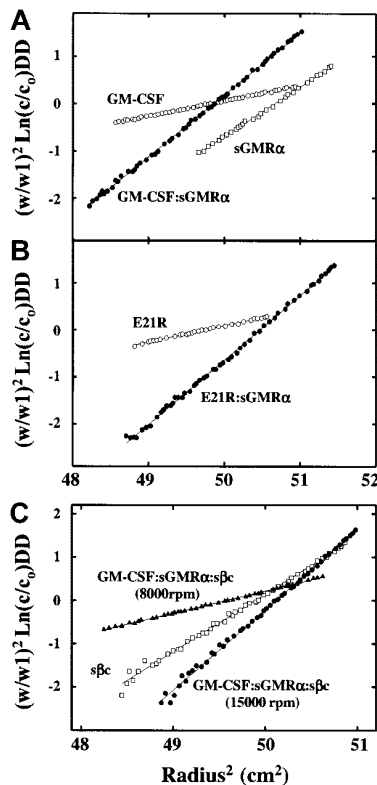 A
(w/w1)² Ln(c/c₀)DD
1
0
-1
-2
GM-CSF
sGMRα
GM-CSF:sGMRα
B
(w/w1)² Ln(c/c₀)DD
1
0
-1
-2
E21R
E21R:sGMRα
48 49 50 51 52
C
(w/w1)² Ln(c/c₀)DD
2
1
0
-1
-2
GM-CSF:sGMRα:sβc
(8000rpm)
sβc
GM-CSF:sGMRα:sβc
(15000 rpm)
48 49 50 51
Radius² (cm²)